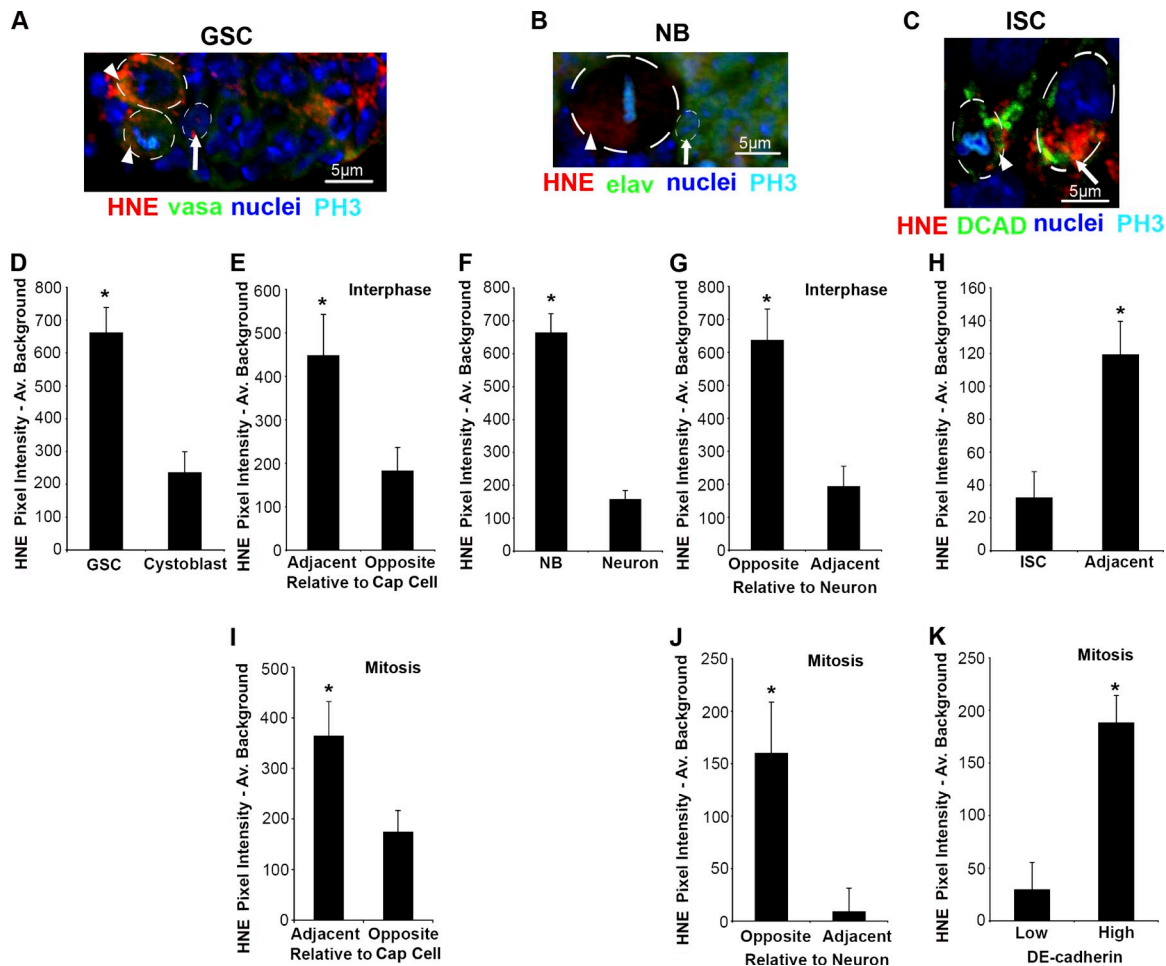 A
GSC
5µm
HNE vasa nuclei PH3
B
NB
5µm
HNE elav nuclei PH3
C
ISC
5µm
HNE DCAD nuclei PH3
D
HNE Pixel Intensity - Av. Background
800
700
600
500
400
300
200
100
0
*
GSC Cystoblast
E
HNE Pixel Intensity - Av. Background
Interphase
600
500
400
300
200
100
0
*
Adjacent Opposite
Relative to Cap Cell
F
HNE Pixel Intensity - Av. Background
800
700
600
500
400
300
200
100
0
*
NB Neuron
G
HNE Pixel Intensity - Av. Background
Interphase
800
700
600
500
400
300
200
100
0
*
Opposite Adjacent
Relative to Neuron
H
HNE Pixel Intensity - Av. Background
160
140
120
100
80
60
40
20
0
*
ISC Adjacent
I
HNE Pixel Intensity - Av. Background
Mitosis
500
400
300
200
100
0
*
Adjacent Opposite
Relative to Cap Cell
J
HNE Pixel Intensity - Av. Background
Mitosis
250
200
150
100
50
0
*
Opposite Adjacent
Relative to Neuron
K
HNE Pixel Intensity - Av. Background
Mitosis
250
200
150
100
50
0
*
Low High
DE-cadherin